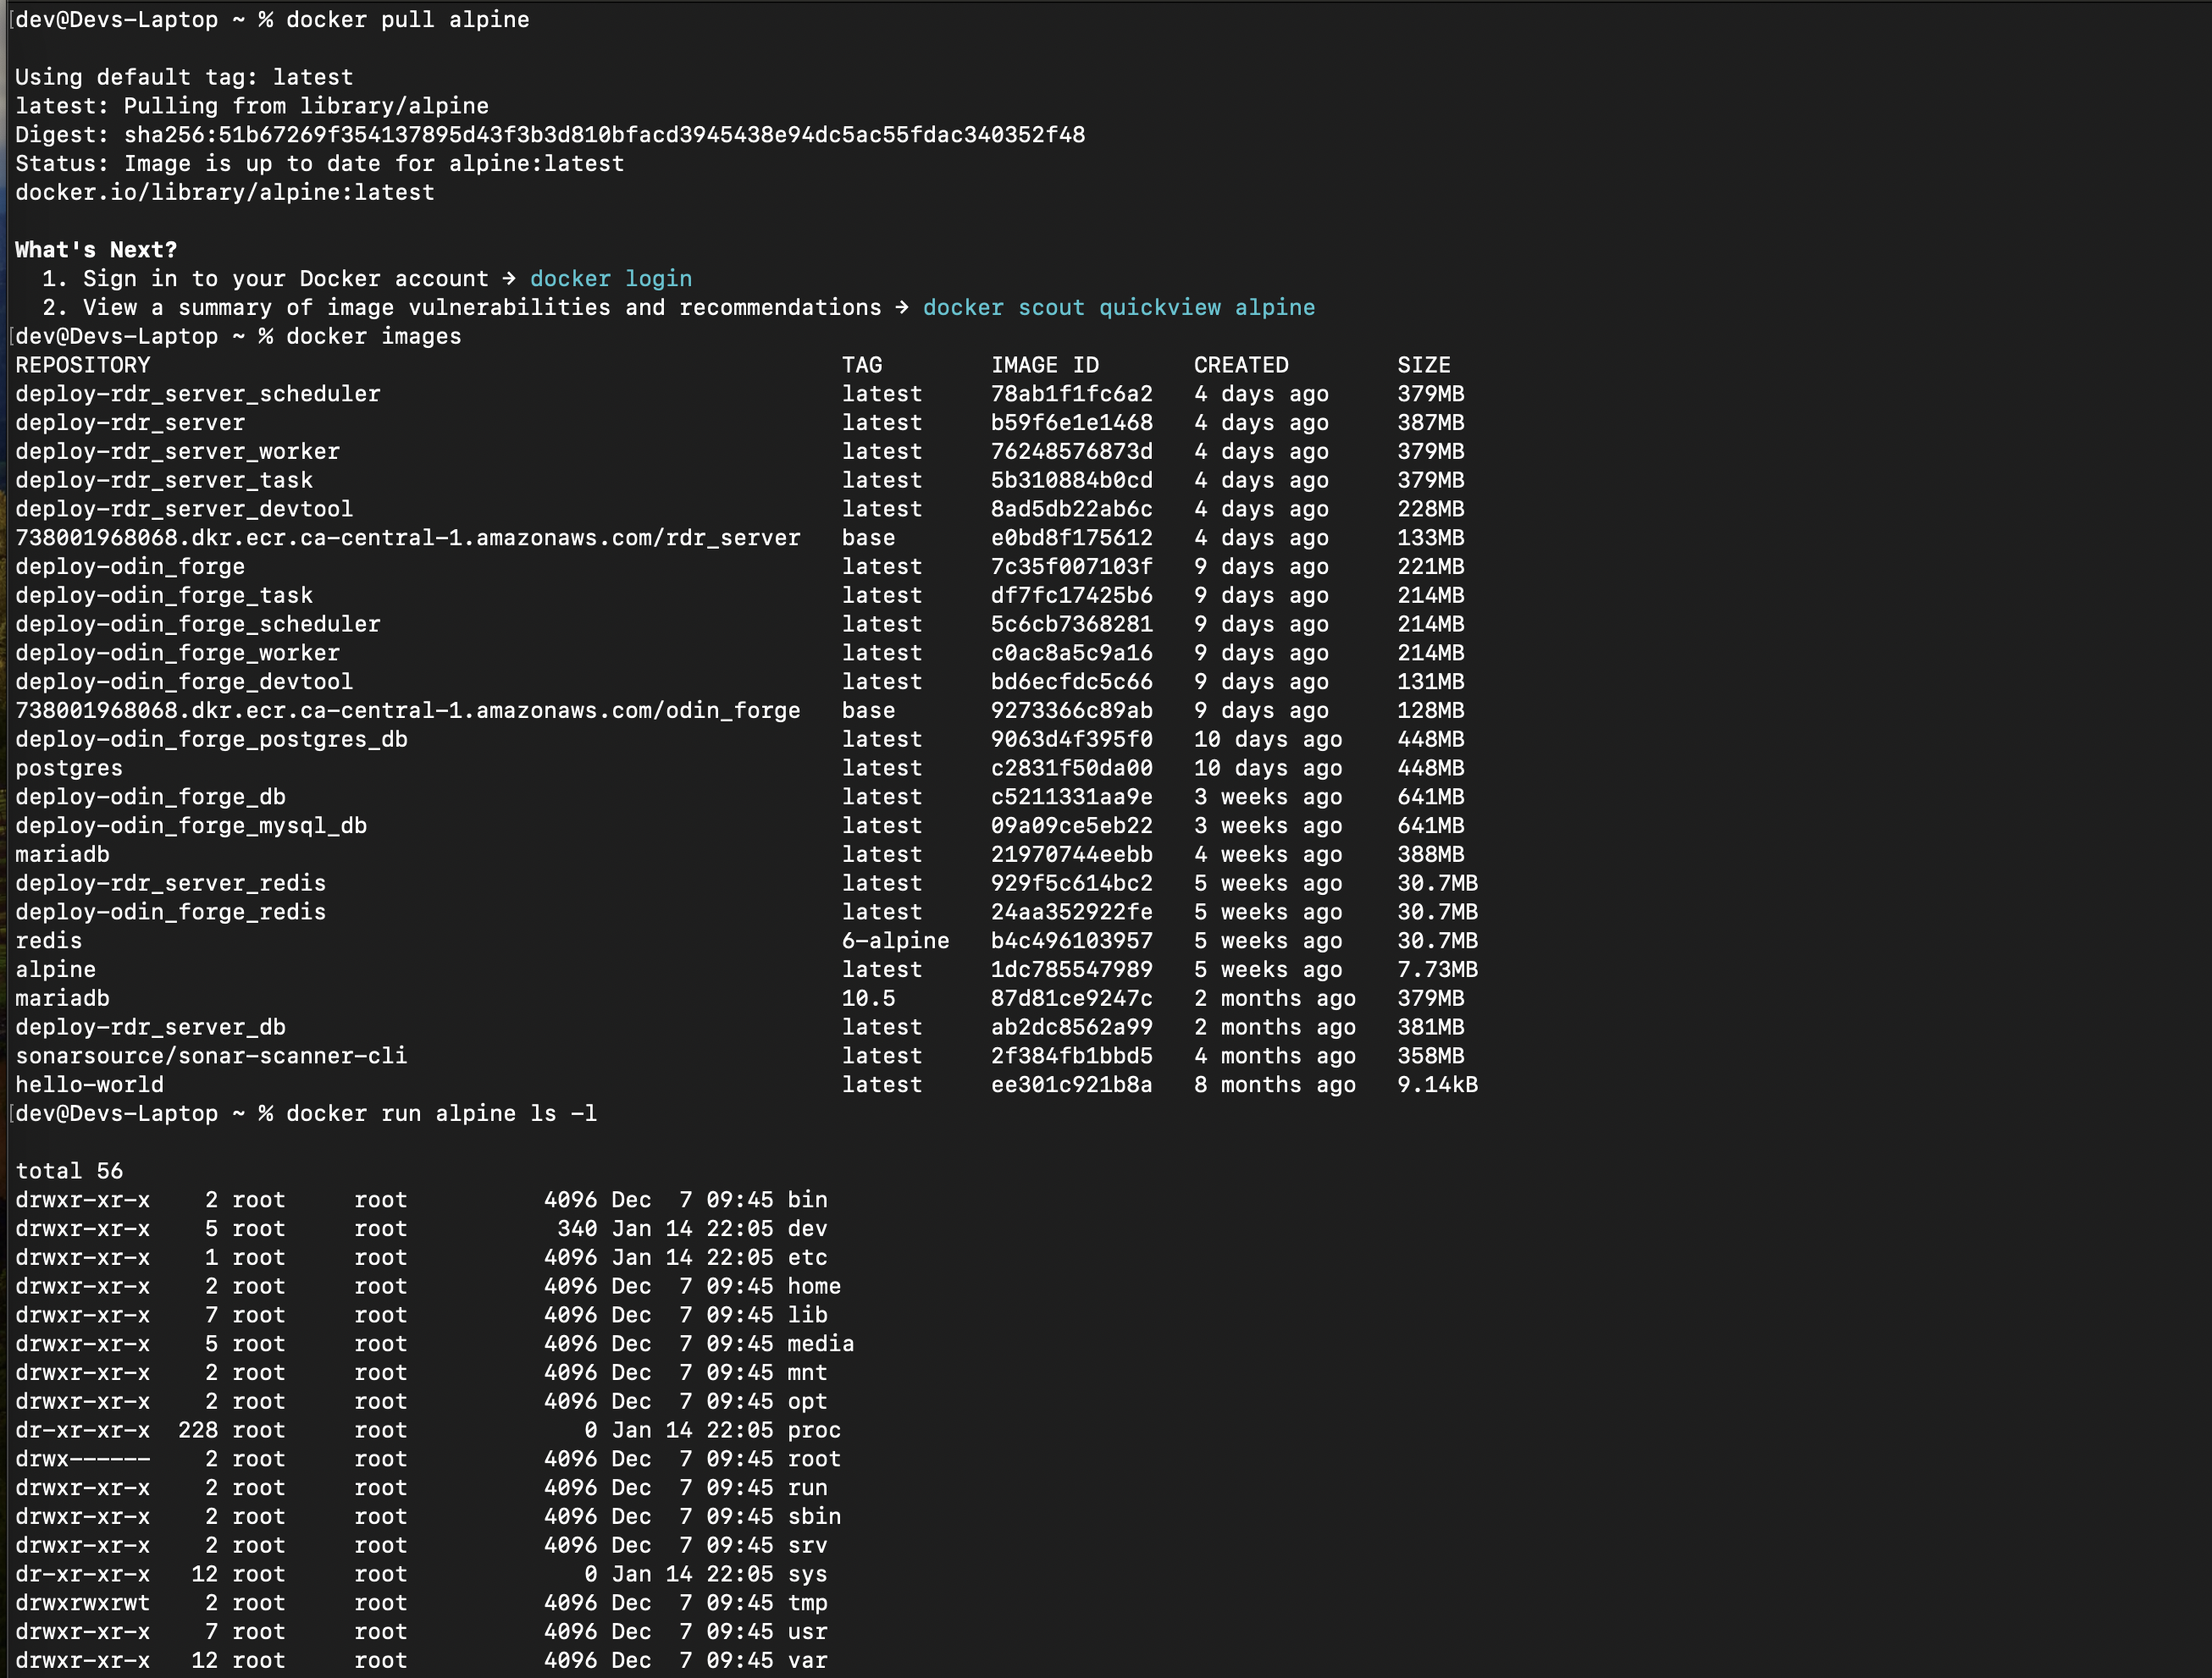 [dev@Devs-Laptop ~ % docker pull alpine
Using default tag: latest
latest: Pulling from library/alpine
Digest: sha256:51b67269f354137895d43f3b3d810bfacd3945438e94dc5ac55fdac340352f48
Status: Image is up to date for alpine:latest
docker.io/library/alpine:latest
What's Next?
  1. Sign in to your Docker account → docker login
  2. View a summary of image vulnerabilities and recommendations → docker scout quickview alpine
[dev@Devs-Laptop ~ % docker images
REPOSITORY TAG IMAGE ID CREATED SIZE
deploy-rdr_server_scheduler latest 78ab1f1fc6a2 4 days ago 379MB
deploy-rdr_server latest b59f6e1e1468 4 days ago 387MB
deploy-rdr_server_worker latest 76248576873d 4 days ago 379MB
deploy-rdr_server_task latest 5b310884b0cd 4 days ago 379MB
deploy-rdr_server_devtool latest 8ad5db22ab6c 4 days ago 228MB
738001968068.dkr.ecr.ca-central-1.amazonaws.com/rdr_server base e0bd8f175612 4 days ago 133MB
deploy-odin_forge latest 7c35f007103f 9 days ago 221MB
deploy-odin_forge_task latest df7fc17425b6 9 days ago 214MB
deploy-odin_forge_scheduler latest 5c6cb7368281 9 days ago 214MB
deploy-odin_forge_worker latest c0ac8a5c9a16 9 days ago 214MB
deploy-odin_forge_devtool latest bd6ecfdc5c66 9 days ago 131MB
738001968068.dkr.ecr.ca-central-1.amazonaws.com/odin_forge base 9273366c89ab 9 days ago 128MB
deploy-odin_forge_postgres_db latest 9063d4f395f0 10 days ago 448MB
postgres latest c2831f50da00 10 days ago 448MB
deploy-odin_forge_db latest c5211331aa9e 3 weeks ago 641MB
deploy-odin_forge_mysql_db latest 09a09ce5eb22 3 weeks ago 641MB
mariadb latest 21970744eebb 4 weeks ago 388MB
deploy-rdr_server_redis latest 929f5c614bc2 5 weeks ago 30.7MB
deploy-odin_forge_redis latest 24aa352922fe 5 weeks ago 30.7MB
redis 6-alpine b4c496103957 5 weeks ago 30.7MB
alpine latest 1dc785547989 5 weeks ago 7.73MB
mariadb 10.5 87d81ce9247c 2 months ago 379MB
deploy-rdr_server_db latest ab2dc8562a99 2 months ago 381MB
sonarsource/sonar-scanner-cli latest 2f384fb1bbd5 4 months ago 358MB
hello-world latest ee301c921b8a 8 months ago 9.14kB
[dev@Devs-Laptop ~ % docker run alpine ls -l
total 56
drwxr-xr-x 2 root root 4096 Dec 7 09:45 bin
drwxr-xr-x 5 root root 340 Jan 14 22:05 dev
drwxr-xr-x 1 root root 4096 Jan 14 22:05 etc
drwxr-xr-x 2 root root 4096 Dec 7 09:45 home
drwxr-xr-x 7 root root 4096 Dec 7 09:45 lib
drwxr-xr-x 5 root root 4096 Dec 7 09:45 media
drwxr-xr-x 2 root root 4096 Dec 7 09:45 mnt
drwxr-xr-x 2 root root 4096 Dec 7 09:45 opt
dr-xr-xr-x 228 root root 0 Jan 14 22:05 proc
drwx------ 2 root root 4096 Dec 7 09:45 root
drwxr-xr-x 2 root root 4096 Dec 7 09:45 run
drwxr-xr-x 2 root root 4096 Dec 7 09:45 sbin
drwxr-xr-x 2 root root 4096 Dec 7 09:45 srv
dr-xr-xr-x 12 root root 0 Jan 14 22:05 sys
drwxrwxrwt 2 root root 4096 Dec 7 09:45 tmp
drwxr-xr-x 7 root root 4096 Dec 7 09:45 usr
drwxr-xr-x 12 root root 4096 Dec 7 09:45 var